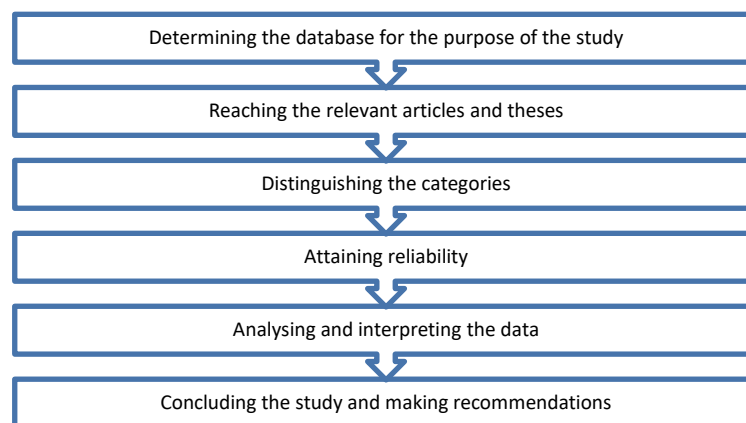 Determining the database for the purpose of the study
Reaching the relevant articles and theses
Distinguishing the categories
Attaining reliability
Analysing and interpreting the data
Concluding the study and making recommendations